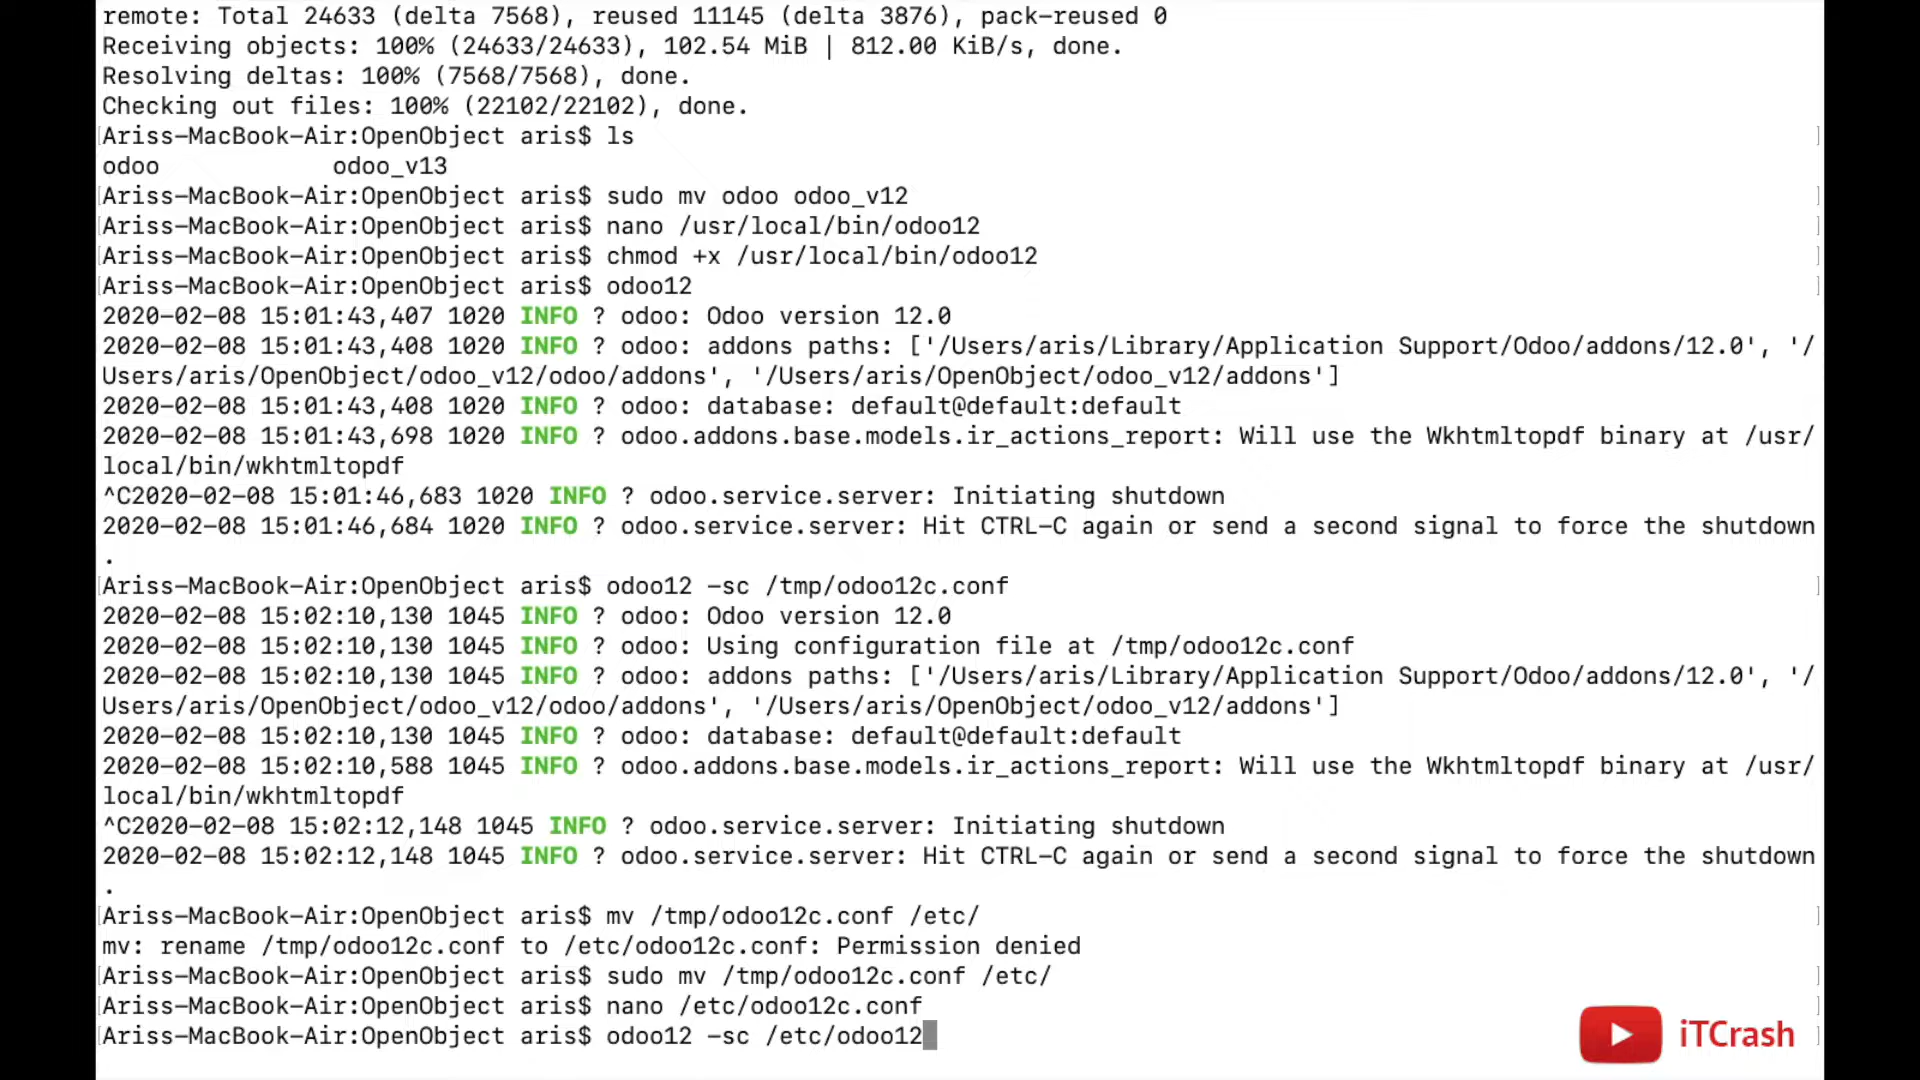 remote: Total 24633 (delta 7568), reused 11145 (delta 3876), pack-reused 0
Receiving objects: 100% (24633/24633), 102.54 MiB | 812.00 KiB/s, done.
Resolving deltas: 100% (7568/7568), done.
Checking out files: 100% (22102/22102), done.
[Ariss-MacBook-Air:OpenObject aris$ ls ]
odoo odoo_v13
[Ariss-MacBook-Air:OpenObject aris$ sudo mv odoo odoo_v12 ]
[Ariss-MacBook-Air:OpenObject aris$ nano /usr/local/bin/odoo12 ]
[Ariss-MacBook-Air:OpenObject aris$ chmod +x /usr/local/bin/odoo12 ]
[Ariss-MacBook-Air:OpenObject aris$ odoo12 ]
2020-02-08 15:01:43,407 1020 INFO ? odoo: Odoo version 12.0
2020-02-08 15:01:43,408 1020 INFO ? odoo: addons paths: ['/Users/aris/Library/Application Support/Odoo/addons/12.0', '/
Users/aris/OpenObject/odoo_v12/odoo/addons', '/Users/aris/OpenObject/odoo_v12/addons']
2020-02-08 15:01:43,408 1020 INFO ? odoo: database: default@default:default
2020-02-08 15:01:43,698 1020 INFO ? odoo.addons.base.models.ir_actions_report: Will use the Wkhtmltopdf binary at /usr/
local/bin/wkhtmltopdf
^C2020-02-08 15:01:46,683 1020 INFO ? odoo.service.server: Initiating shutdown
2020-02-08 15:01:46,684 1020 INFO ? odoo.service.server: Hit CTRL-C again or send a second signal to force the shutdown
.
[Ariss-MacBook-Air:OpenObject aris$ odoo12 -sc /tmp/odoo12c.conf ]
2020-02-08 15:02:10,130 1045 INFO ? odoo: Odoo version 12.0
2020-02-08 15:02:10,130 1045 INFO ? odoo: Using configuration file at /tmp/odoo12c.conf
2020-02-08 15:02:10,130 1045 INFO ? odoo: addons paths: ['/Users/aris/Library/Application Support/Odoo/addons/12.0', '/
Users/aris/OpenObject/odoo_v12/odoo/addons', '/Users/aris/OpenObject/odoo_v12/addons']
2020-02-08 15:02:10,130 1045 INFO ? odoo: database: default@default:default
2020-02-08 15:02:10,588 1045 INFO ? odoo.addons.base.models.ir_actions_report: Will use the Wkhtmltopdf binary at /usr/
local/bin/wkhtmltopdf
^C2020-02-08 15:02:12,148 1045 INFO ? odoo.service.server: Initiating shutdown
2020-02-08 15:02:12,148 1045 INFO ? odoo.service.server: Hit CTRL-C again or send a second signal to force the shutdown
.
[Ariss-MacBook-Air:OpenObject aris$ mv /tmp/odoo12c.conf /etc/ ]
mv: rename /tmp/odoo12c.conf to /etc/odoo12c.conf: Permission denied
[Ariss-MacBook-Air:OpenObject aris$ sudo mv /tmp/odoo12c.conf /etc/ ]
[Ariss-MacBook-Air:OpenObject aris$ nano /etc/odoo12c.conf ]
[Ariss-MacBook-Air:OpenObject aris$ odoo12 -sc /etc/odoo12 ]
iTCrash